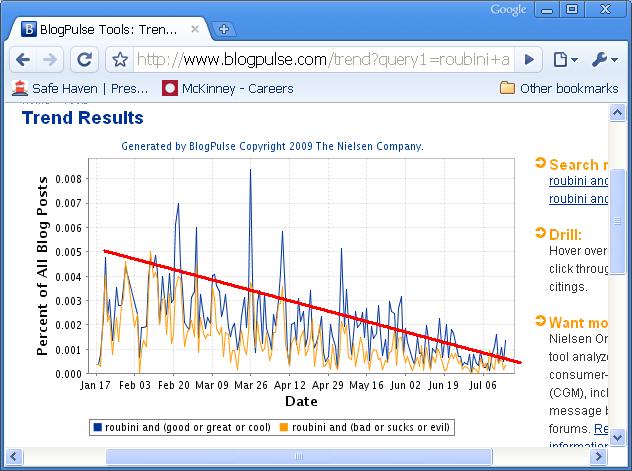 Google
BlogPulse Tools: Tren...
http://www.blogpulse.com/trend?query1=roubini+a
Safe Haven | Pres...
McKinney - Careers
Other bookmarks
Trend Results
Generated by BlogPulse Copyright 2009 The Nielsen Company.
Percent of All Blog Posts
0.008
0.007
0.006
0.005
0.004
0.003
0.002
0.001
0.000
Jan 17 Feb 03 Feb 20 Mar 09 Mar 26 Apr 12 Apr 29 May 16 Jun 02 Jun 19 Jul 06
Date
roubini and (good or great or cool) roubini and (bad or sucks or evil)
Search r
roubini and
roubini and
Drill:
Hover over
click throug
citings.
Want mo
Nielsen On
tool analyz
consumer-
(CGM), incl
message b
forums. Re
information